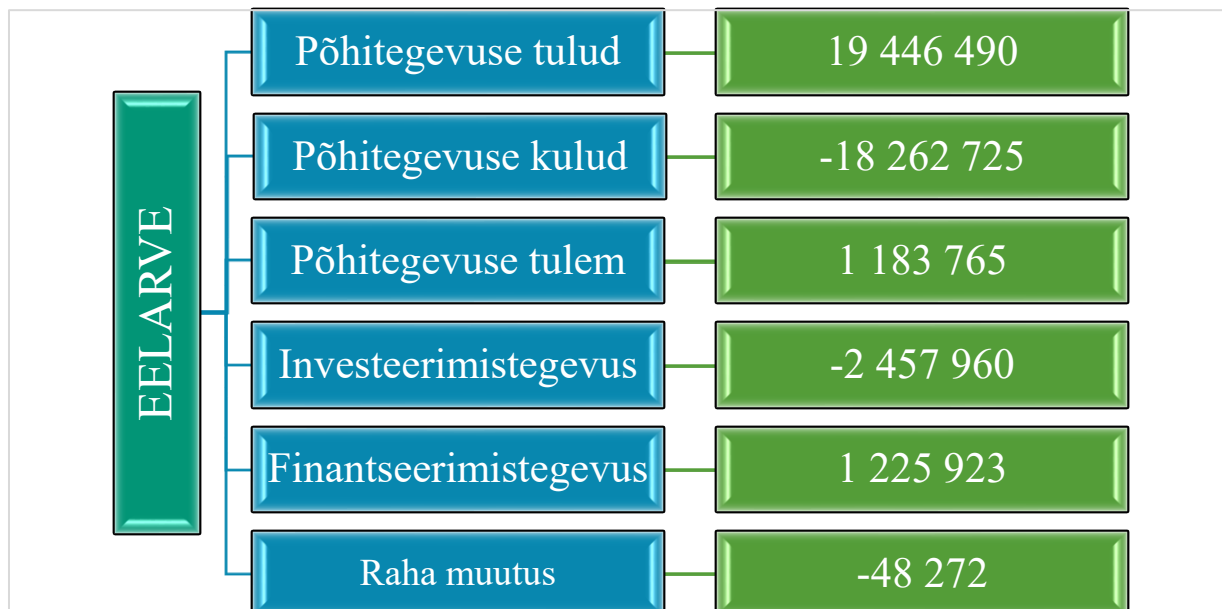 EELARVE
Põhitegevuse tulud
19 446 490
Põhitegevuse kulud
-18 262 725
Põhitegevuse tulem
1 183 765
Investeerimistegevus
-2 457 960
Finantseerimistegevus
1 225 923
Raha muutus
-48 272